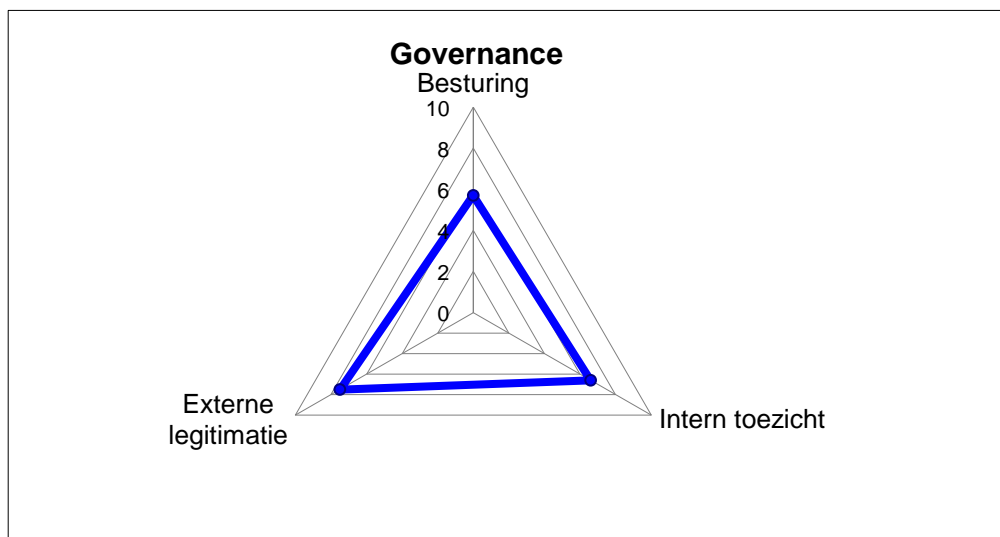 Governance
Besturing
10
8
6
4
2
0
Externe
legitimatie
Intern toezicht